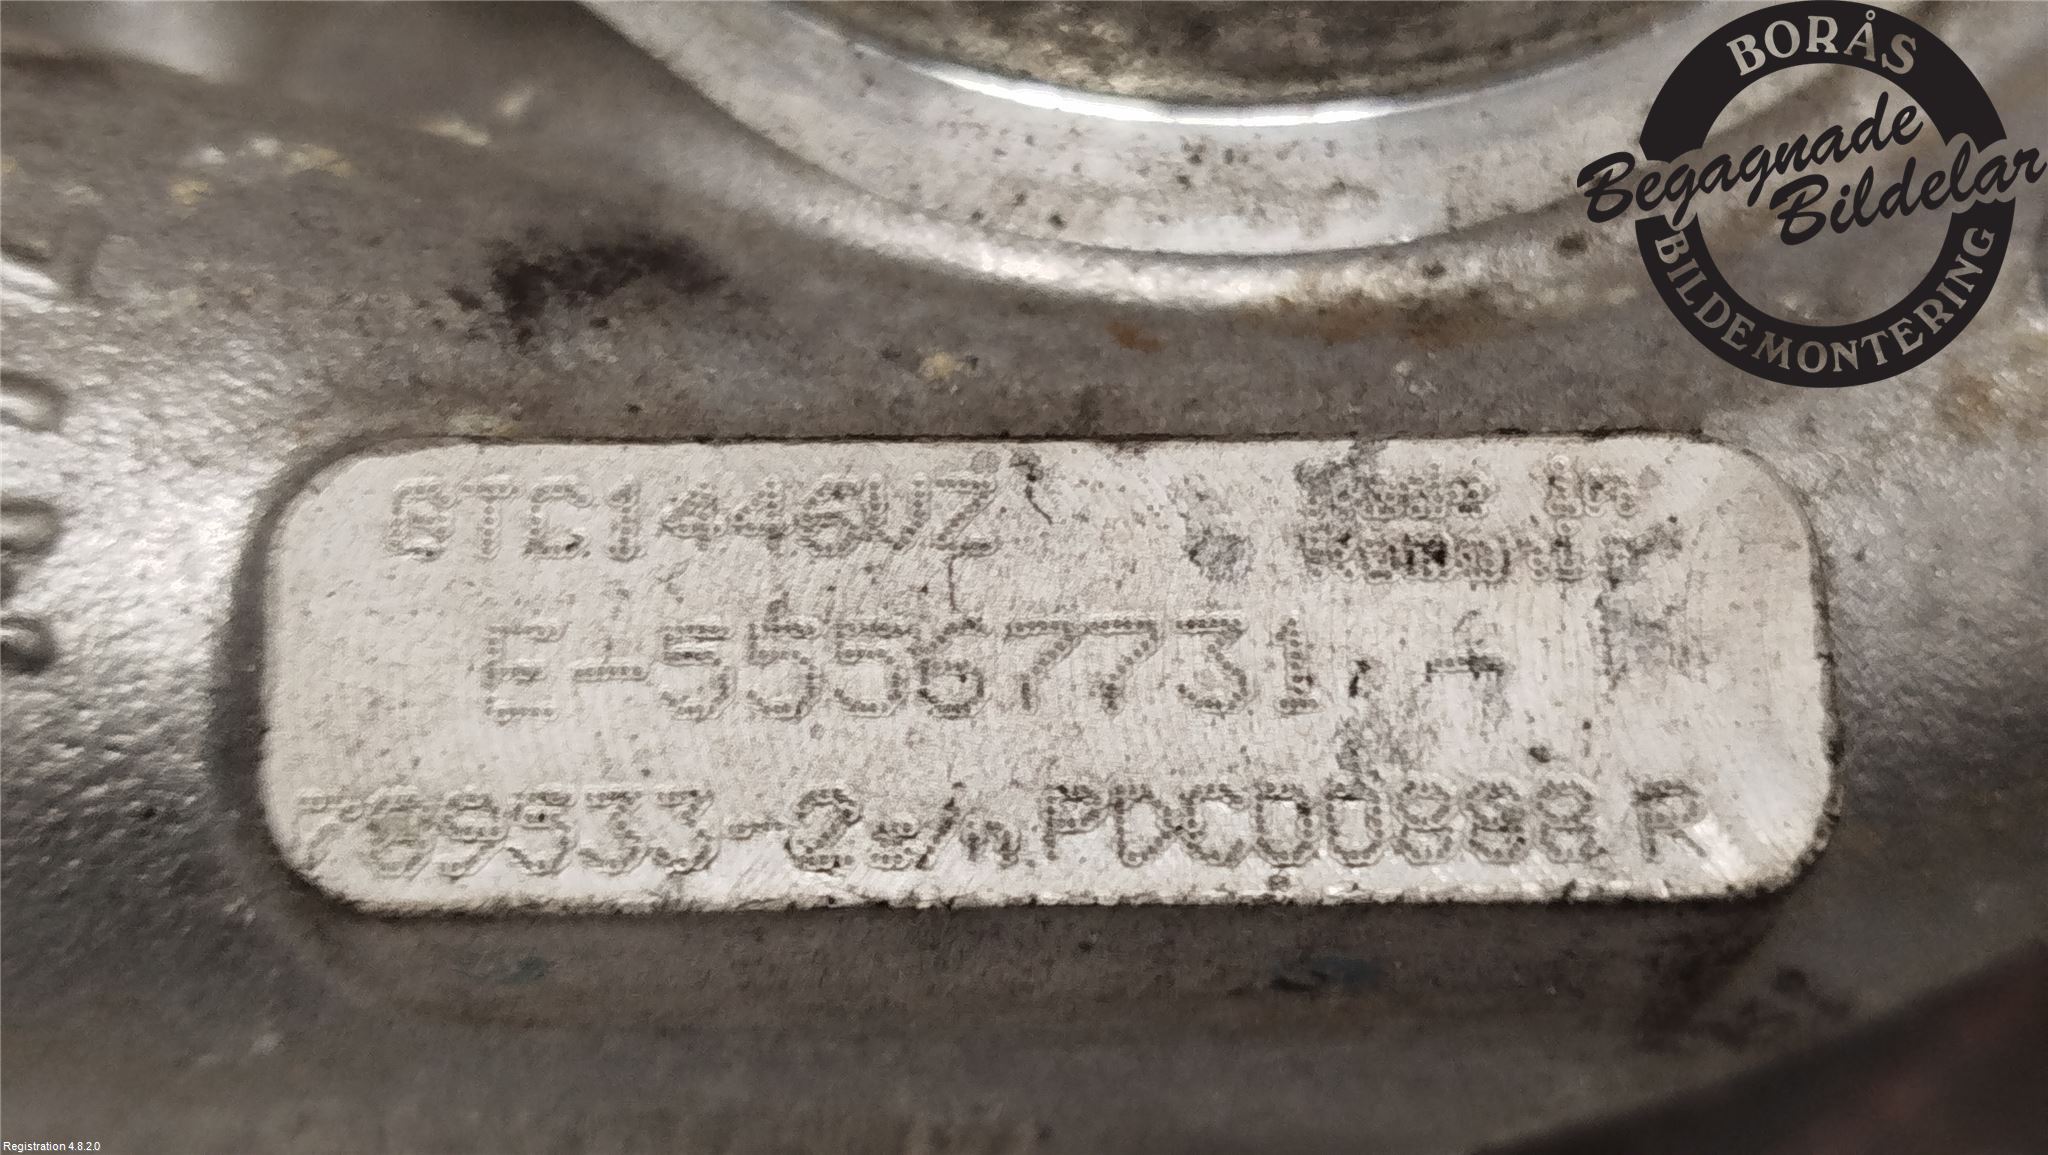 BORÅS
Begagnade
Bildelar
BILDEMONTERING
GTC1446VZ
Made in
Romania
E-55567731
789533-2 s/n PDC00888 R
Registration 4.8.2.0